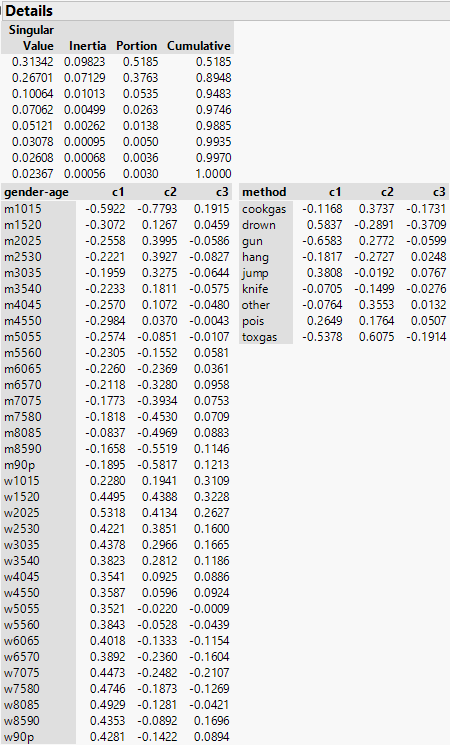 Details
Singular
Value Inertia Portion Cumulative
0.31342 0.09823 0.5185 0.5185
0.26701 0.07129 0.3763 0.8948
0.10064 0.01013 0.0535 0.9483
0.07062 0.00499 0.0263 0.9746
0.05121 0.00262 0.0138 0.9885
0.03078 0.00095 0.0050 0.9935
0.02608 0.00068 0.0036 0.9970
0.02367 0.00056 0.0030 1.0000
gender-age c1 c2 c3
m1015 -0.5922 -0.7793 0.1915
m1520 -0.3072 0.1267 0.0459
m2025 -0.2558 0.3995 -0.0586
m2530 -0.2221 0.3927 -0.0827
m3035 -0.1959 0.3275 -0.0644
m3540 -0.2233 0.1811 -0.0575
m4045 -0.2570 0.1072 -0.0480
m4550 -0.2984 0.0370 -0.0043
m5055 -0.2574 -0.0851 -0.0107
m5560 -0.2305 -0.1552 0.0581
m6065 -0.2260 -0.2369 0.0361
m6570 -0.2118 -0.3280 0.0958
m7075 -0.1773 -0.3934 0.0753
m7580 -0.1818 -0.4530 0.0709
m8085 -0.0837 -0.4969 0.0883
m8590 -0.1658 -0.5519 0.1146
m90p -0.1895 -0.5817 0.1213
w1015 0.2280 0.1941 0.3109
w1520 0.4495 0.4388 0.3228
w2025 0.5318 0.4134 0.2627
w2530 0.4221 0.3851 0.1600
w3035 0.4378 0.2966 0.1665
w3540 0.3823 0.2812 0.1186
w4045 0.3541 0.0925 0.0886
w4550 0.3587 0.0596 0.0924
w5055 0.3521 -0.0220 -0.0009
w5560 0.3843 -0.0528 -0.0439
w6065 0.4018 -0.1333 -0.1154
w6570 0.3892 -0.2360 -0.1604
w7075 0.4473 -0.2482 -0.2107
w7580 0.4746 -0.1873 -0.1269
w8085 0.4929 -0.1281 -0.0421
w8590 0.4353 -0.0892 0.1696
w90p 0.4281 -0.1422 0.0894
method c1 c2 c3
cookgas -0.1168 0.3737 -0.1731
drown 0.5837 -0.2891 -0.3709
gun -0.6583 0.2772 -0.0599
hang -0.1817 -0.2727 0.0248
jump 0.3808 -0.0192 0.0767
knife -0.0705 -0.1499 -0.0276
other -0.0764 0.3553 0.0132
pois 0.2649 0.1764 0.0507
toxgas -0.5378 0.6075 -0.1914